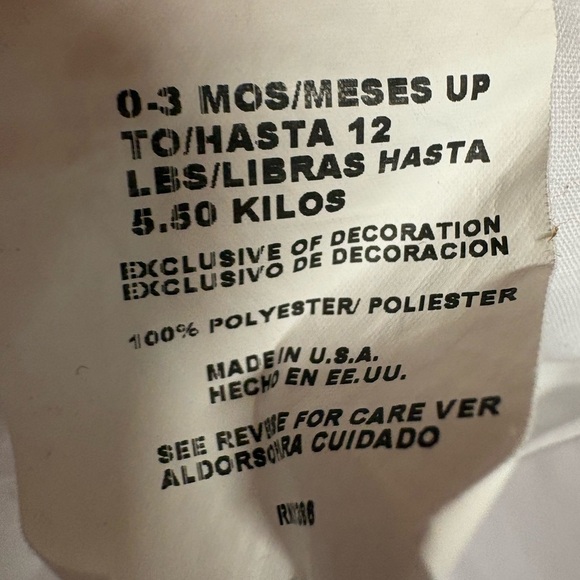 0-3 MOS/MESES UP
TO/HASTA 12
LBS/LIBRAS HASTA
5.50 KILOS
EXCLUSIVE OF DECORATION
EXCLUSIVO DE DECORACION
100% POLYESTER/ POLIESTER
MADE IN U.S.A.
HECHO EN EE.UU.
SEE REVERSE FOR CARE VER
CUIDADO